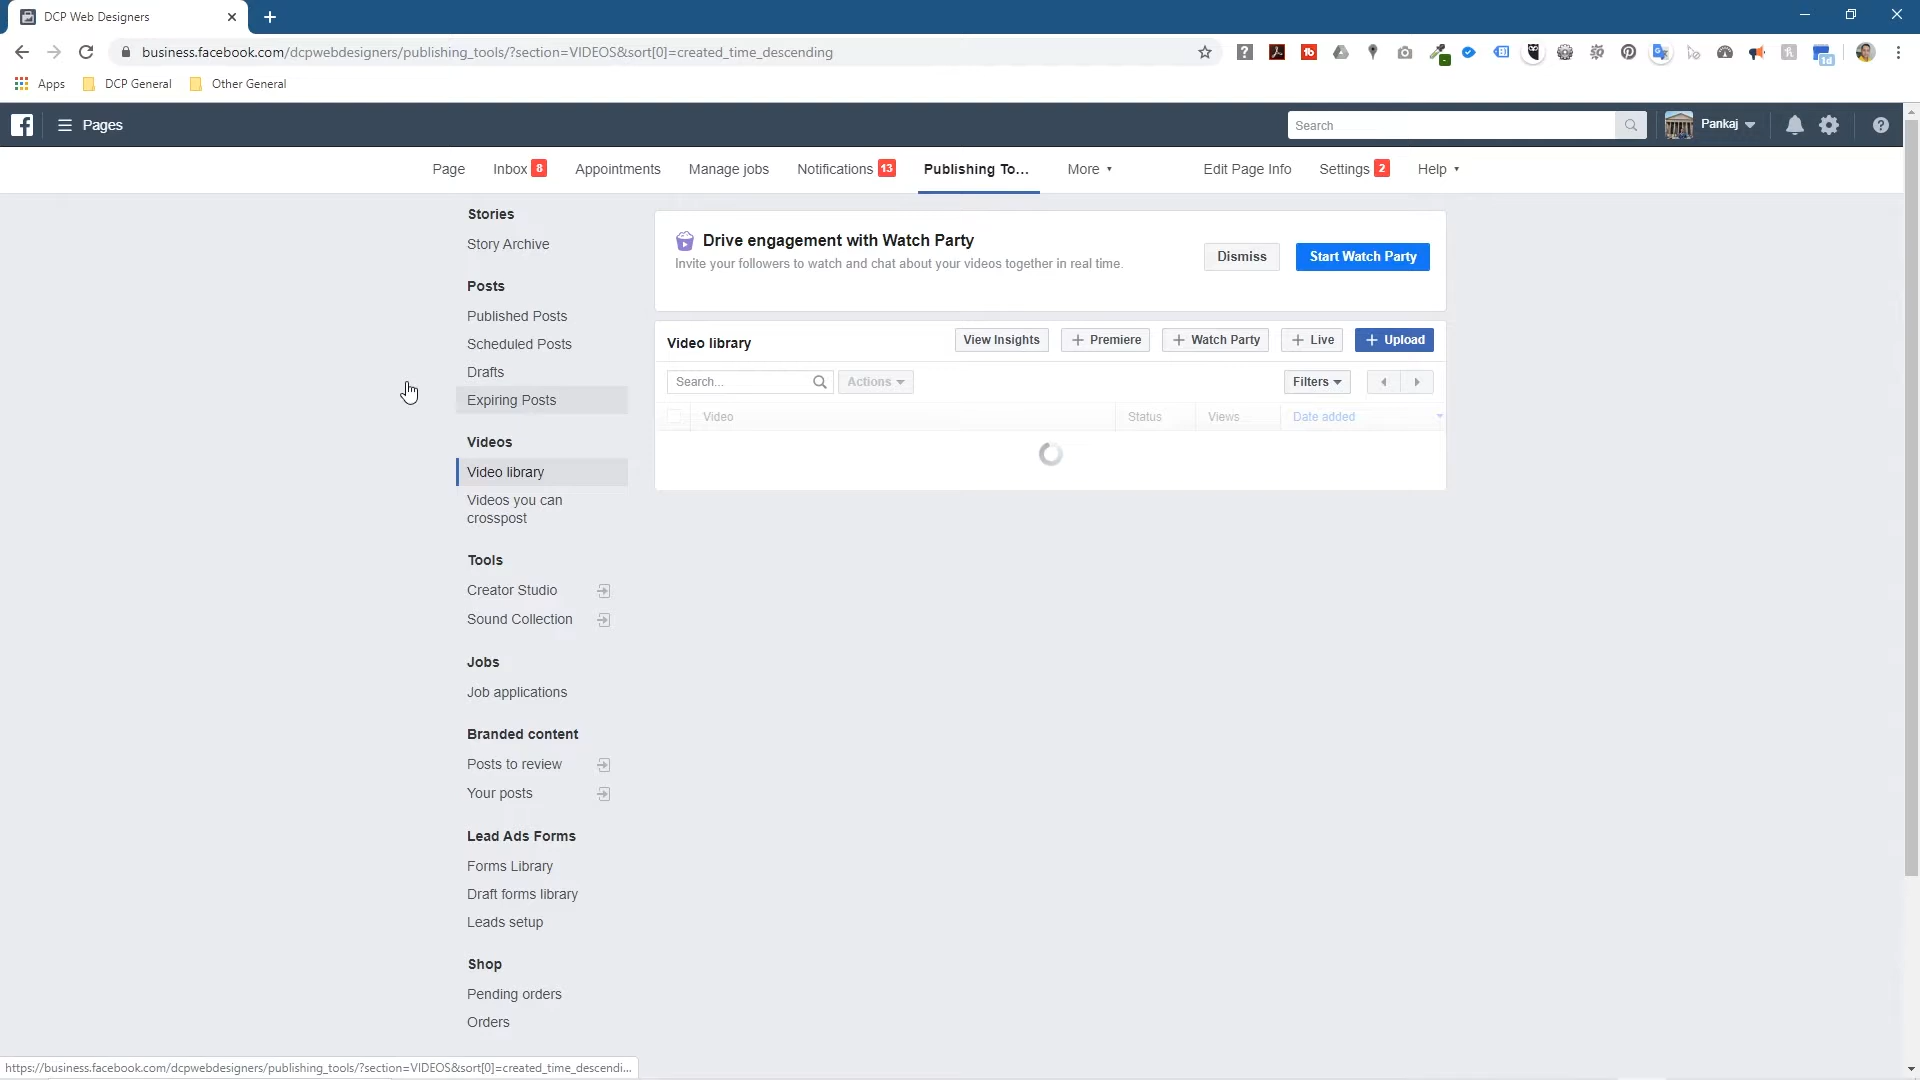 DCP Web Designers
business.facebook.com/dcpwebdesigners/publishing_tools/?section=VIDEOS&sort[0]=created_time_descending
1d
Apps
DCP General
Other General
Pages
Search
Pankaj
Page
Inbox 8
Appointments
Manage jobs
Notifications 13
Publishing To...
More
Edit Page Info
Settings 2
Help
Stories
Story Archive
Posts
Published Posts
Scheduled Posts
Drafts
Expiring Posts
Videos
Video library
Videos you can
crosspost
Tools
Creator Studio
Sound Collection
Jobs
Job applications
Branded content
Posts to review
Your posts
Lead Ads Forms
Forms Library
Draft forms library
Leads setup
Shop
Pending orders
Orders
Drive engagement with Watch Party
Invite your followers to watch and chat about your videos together in real time.
Dismiss
Start Watch Party
Video library
View Insights
+ Premiere
+ Watch Party
+ Live
+ Upload
Search...
Actions
Filters
Video
Status
Views
Date added
https://business.facebook.com/dcpwebdesigners/publishing_tools/?section=VIDEOS&sort[0]=created_time_descendi...